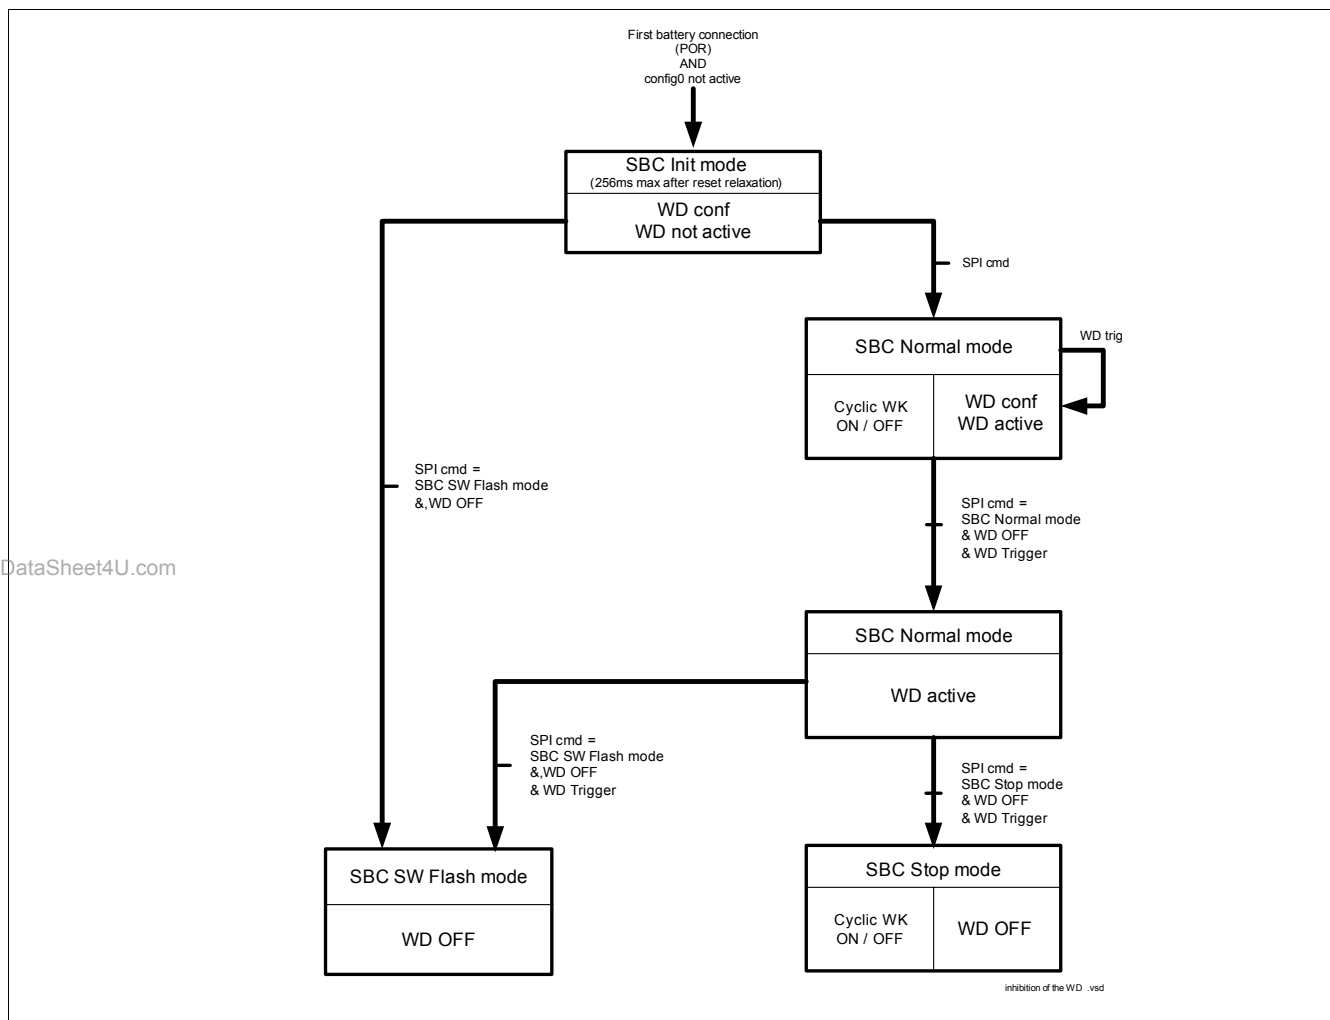 First battery connection
(POR)
AND
config0 not active
SBC Init mode
(256ms max after reset relaxation)
WD conf
WD not active
SPI cmd
SBC Normal mode
WD trig
Cyclic WK
ON / OFF
WD conf
WD active
SPI cmd =
SBC SW Flash mode
&,WD OFF
SPI cmd =
SBC Normal mode
& WD OFF
& WD Trigger
DataSheet4U.com
SBC Normal mode
WD active
SPI cmd =
SBC SW Flash mode
&,WD OFF
& WD Trigger
SPI cmd =
SBC Stop mode
& WD OFF
& WD Trigger
SBC SW Flash mode
WD OFF
SBC Stop mode
Cyclic WK
ON / OFF
WD OFF
inhibition of the WD .vsd